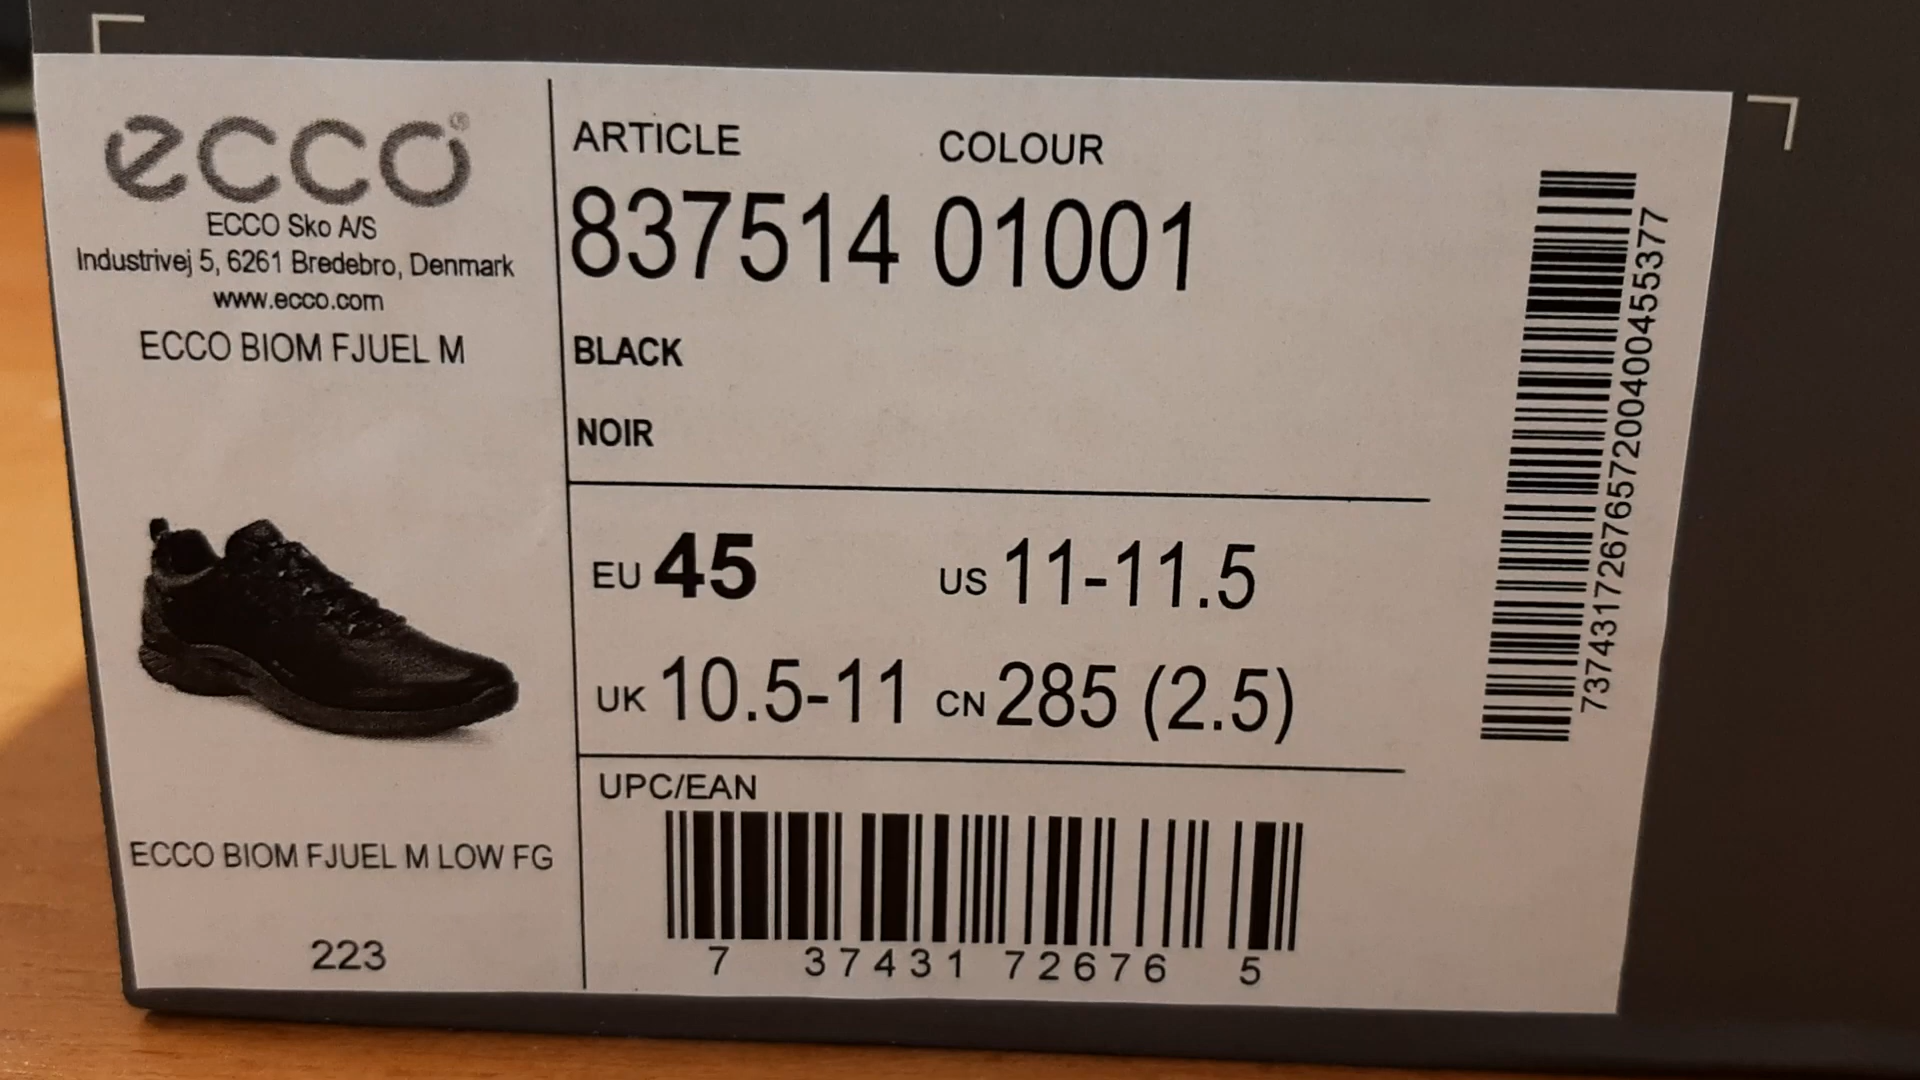 ecco®
ECCO Sko A/S
Industrivej 5, 6261 Bredebro, Denmark
www.ecco.com
ECCO BIOM FJUEL M
ECCO BIOM FJUEL M LOW FG
223
ARTICLE COLOUR
837514 01001
BLACK
NOIR
EU 45 US 11-11.5
UK 10.5-11 CN 285 (2.5)
UPC/EAN
7 37431 72676 5
737431726765720040045​5377